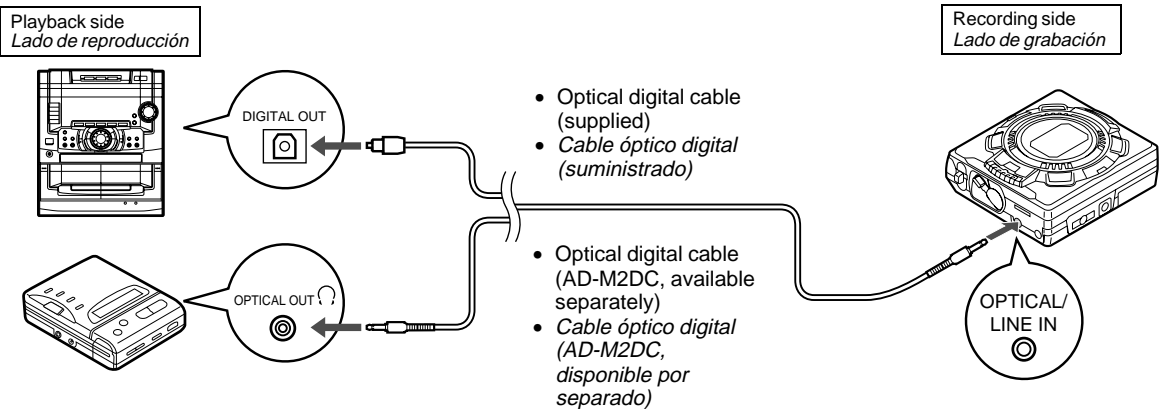 Playback side
Lado de reproducción
Recording side
Lado de grabación
DIGITAL OUT
• Optical digital cable
(supplied)
• Cable óptico digital
(suministrado)
OPTICAL OUT
• Optical digital cable
(AD-M2DC, available
separately)
• Cable óptico digital
(AD-M2DC,
disponible por
separado)
OPTICAL/
LINE IN